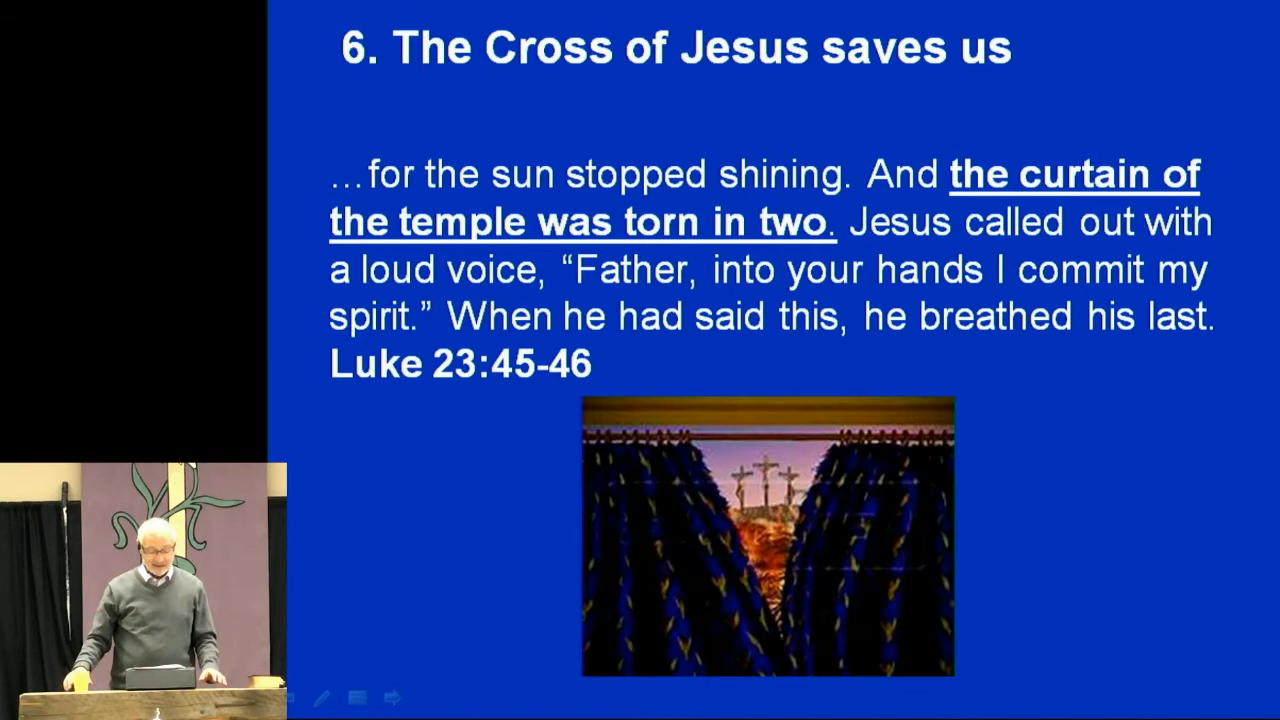 6. The Cross of Jesus saves us
…for the sun stopped shining. And the curtain of
the temple was torn in two. Jesus called out with
a loud voice, “Father, into your hands I commit my
spirit.” When he had said this, he breathed his last.
Luke 23:45-46